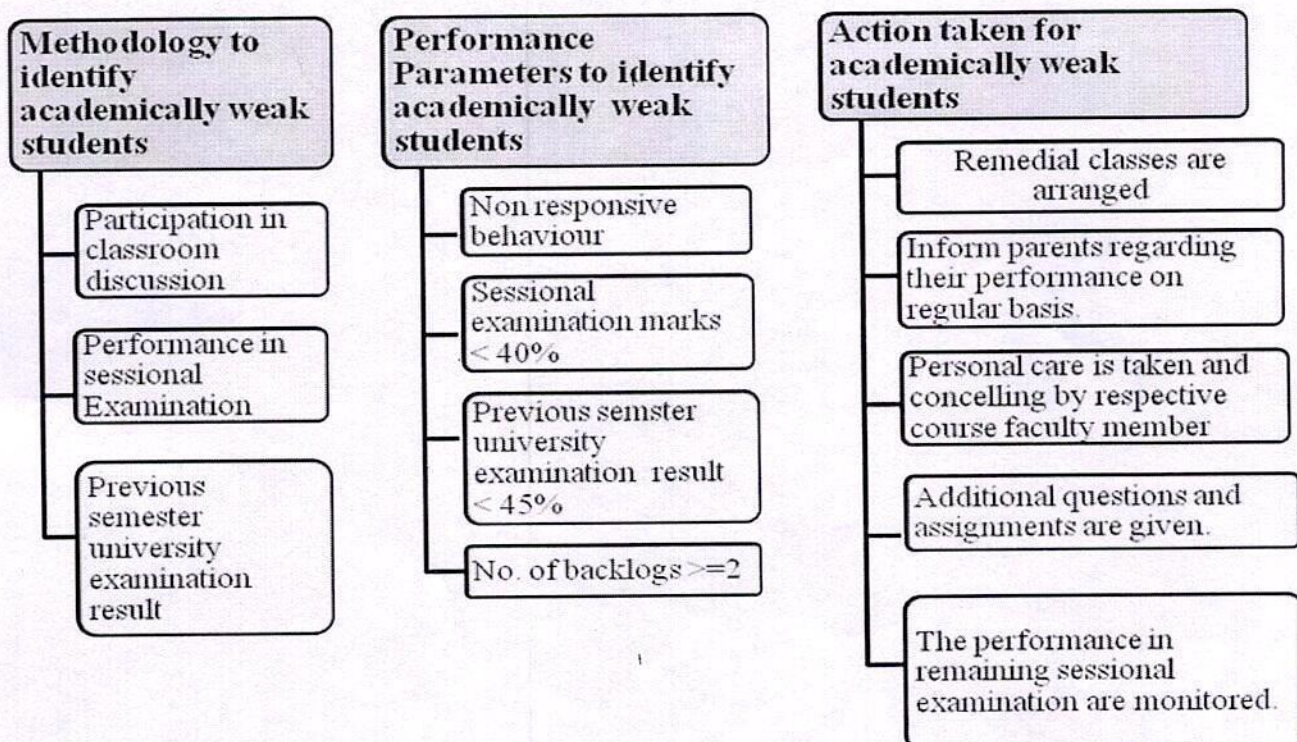 Methodology to
identify
academically weak
students
Participation in
classroom
discussion
Performance in
sessional
Examination
Previous
semester
university
examination
result
Performance
Parameters to identify
academically weak
students
Non responsive
behaviour
Sessional
examination marks
< 40%
Previous semster
university
examination result
< 45%
No. of backlogs >=2
Action taken for
academically weak
students
Remedial classes are
arranged
Inform parents regarding
their performance on
regular basis.
Personal care is taken and
concelling by respective
course faculty member
Additional questions and
assignments are given.
The performance in
remaining sessional
examination are monitored.